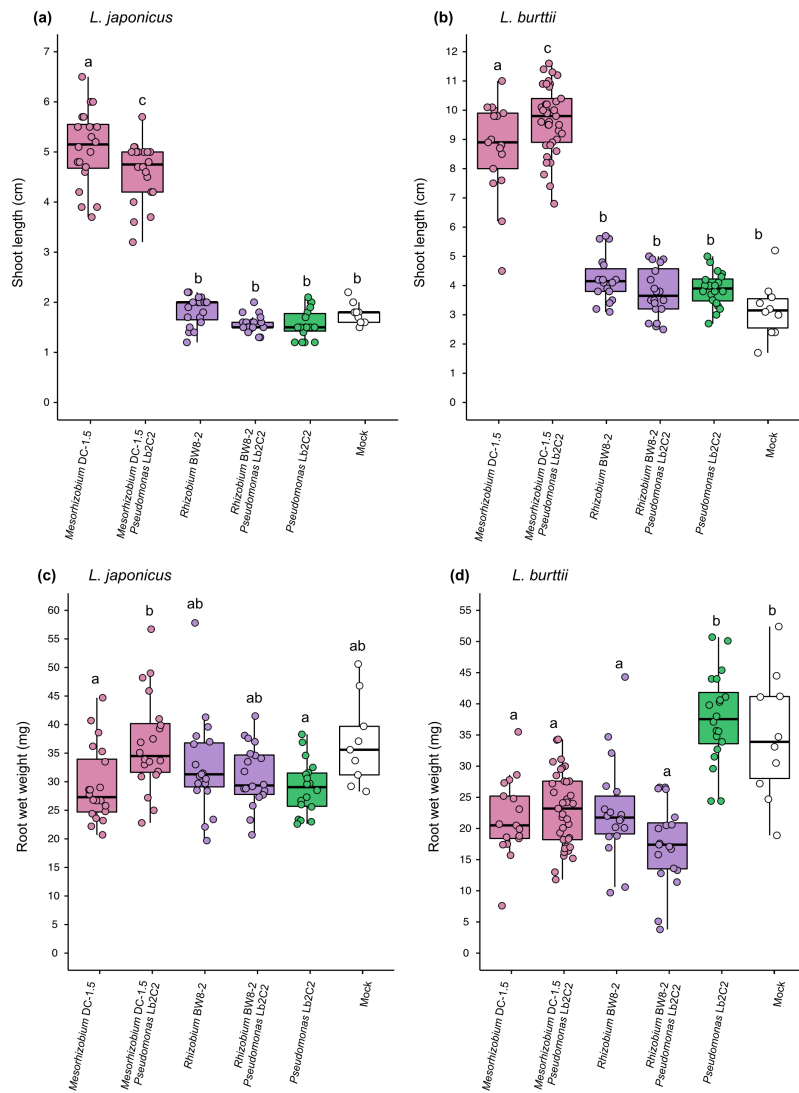 (a) L. japonicus
Shoot length (cm)
7
6
5
4
3
2
1
0
a
c
b
b
b
b
Mesorhizobium DC-1.5
Mesorhizobium DC-1.5
Pseudomonas Lb2C2
Rhizobium BW8-2
Rhizobium BW8-2
Pseudomonas Lb2C2
Pseudomonas Lb2C2
Mock
(b) L. burttii
Shoot length (cm)
12
11
10
9
8
7
6
5
4
3
2
1
0
a
c
b
b
b
b
Mesorhizobium DC-1.5
Mesorhizobium DC-1.5
Pseudomonas Lb2C2
Rhizobium BW8-2
Rhizobium BW8-2
Pseudomonas Lb2C2
Pseudomonas Lb2C2
Mock
(c) L. japonicus
Root wet weight (mg)
60
55
50
45
40
35
30
25
20
15
10
5
0
a
b
ab
ab
a
ab
Mesorhizobium DC-1.5
Mesorhizobium DC-1.5
Pseudomonas Lb2C2
Rhizobium BW8-2
Rhizobium BW8-2
Pseudomonas Lb2C2
Pseudomonas Lb2C2
Mock
(d) L. burttii
Root wet weight (mg)
55
50
45
40
35
30
25
20
15
10
5
0
a
a
a
a
b
b
Mesorhizobium DC-1.5
Mesorhizobium DC-1.5
Pseudomonas Lb2C2
Rhizobium BW8-2
Rhizobium BW8-2
Pseudomonas Lb2C2
Pseudomonas Lb2C2
Mock